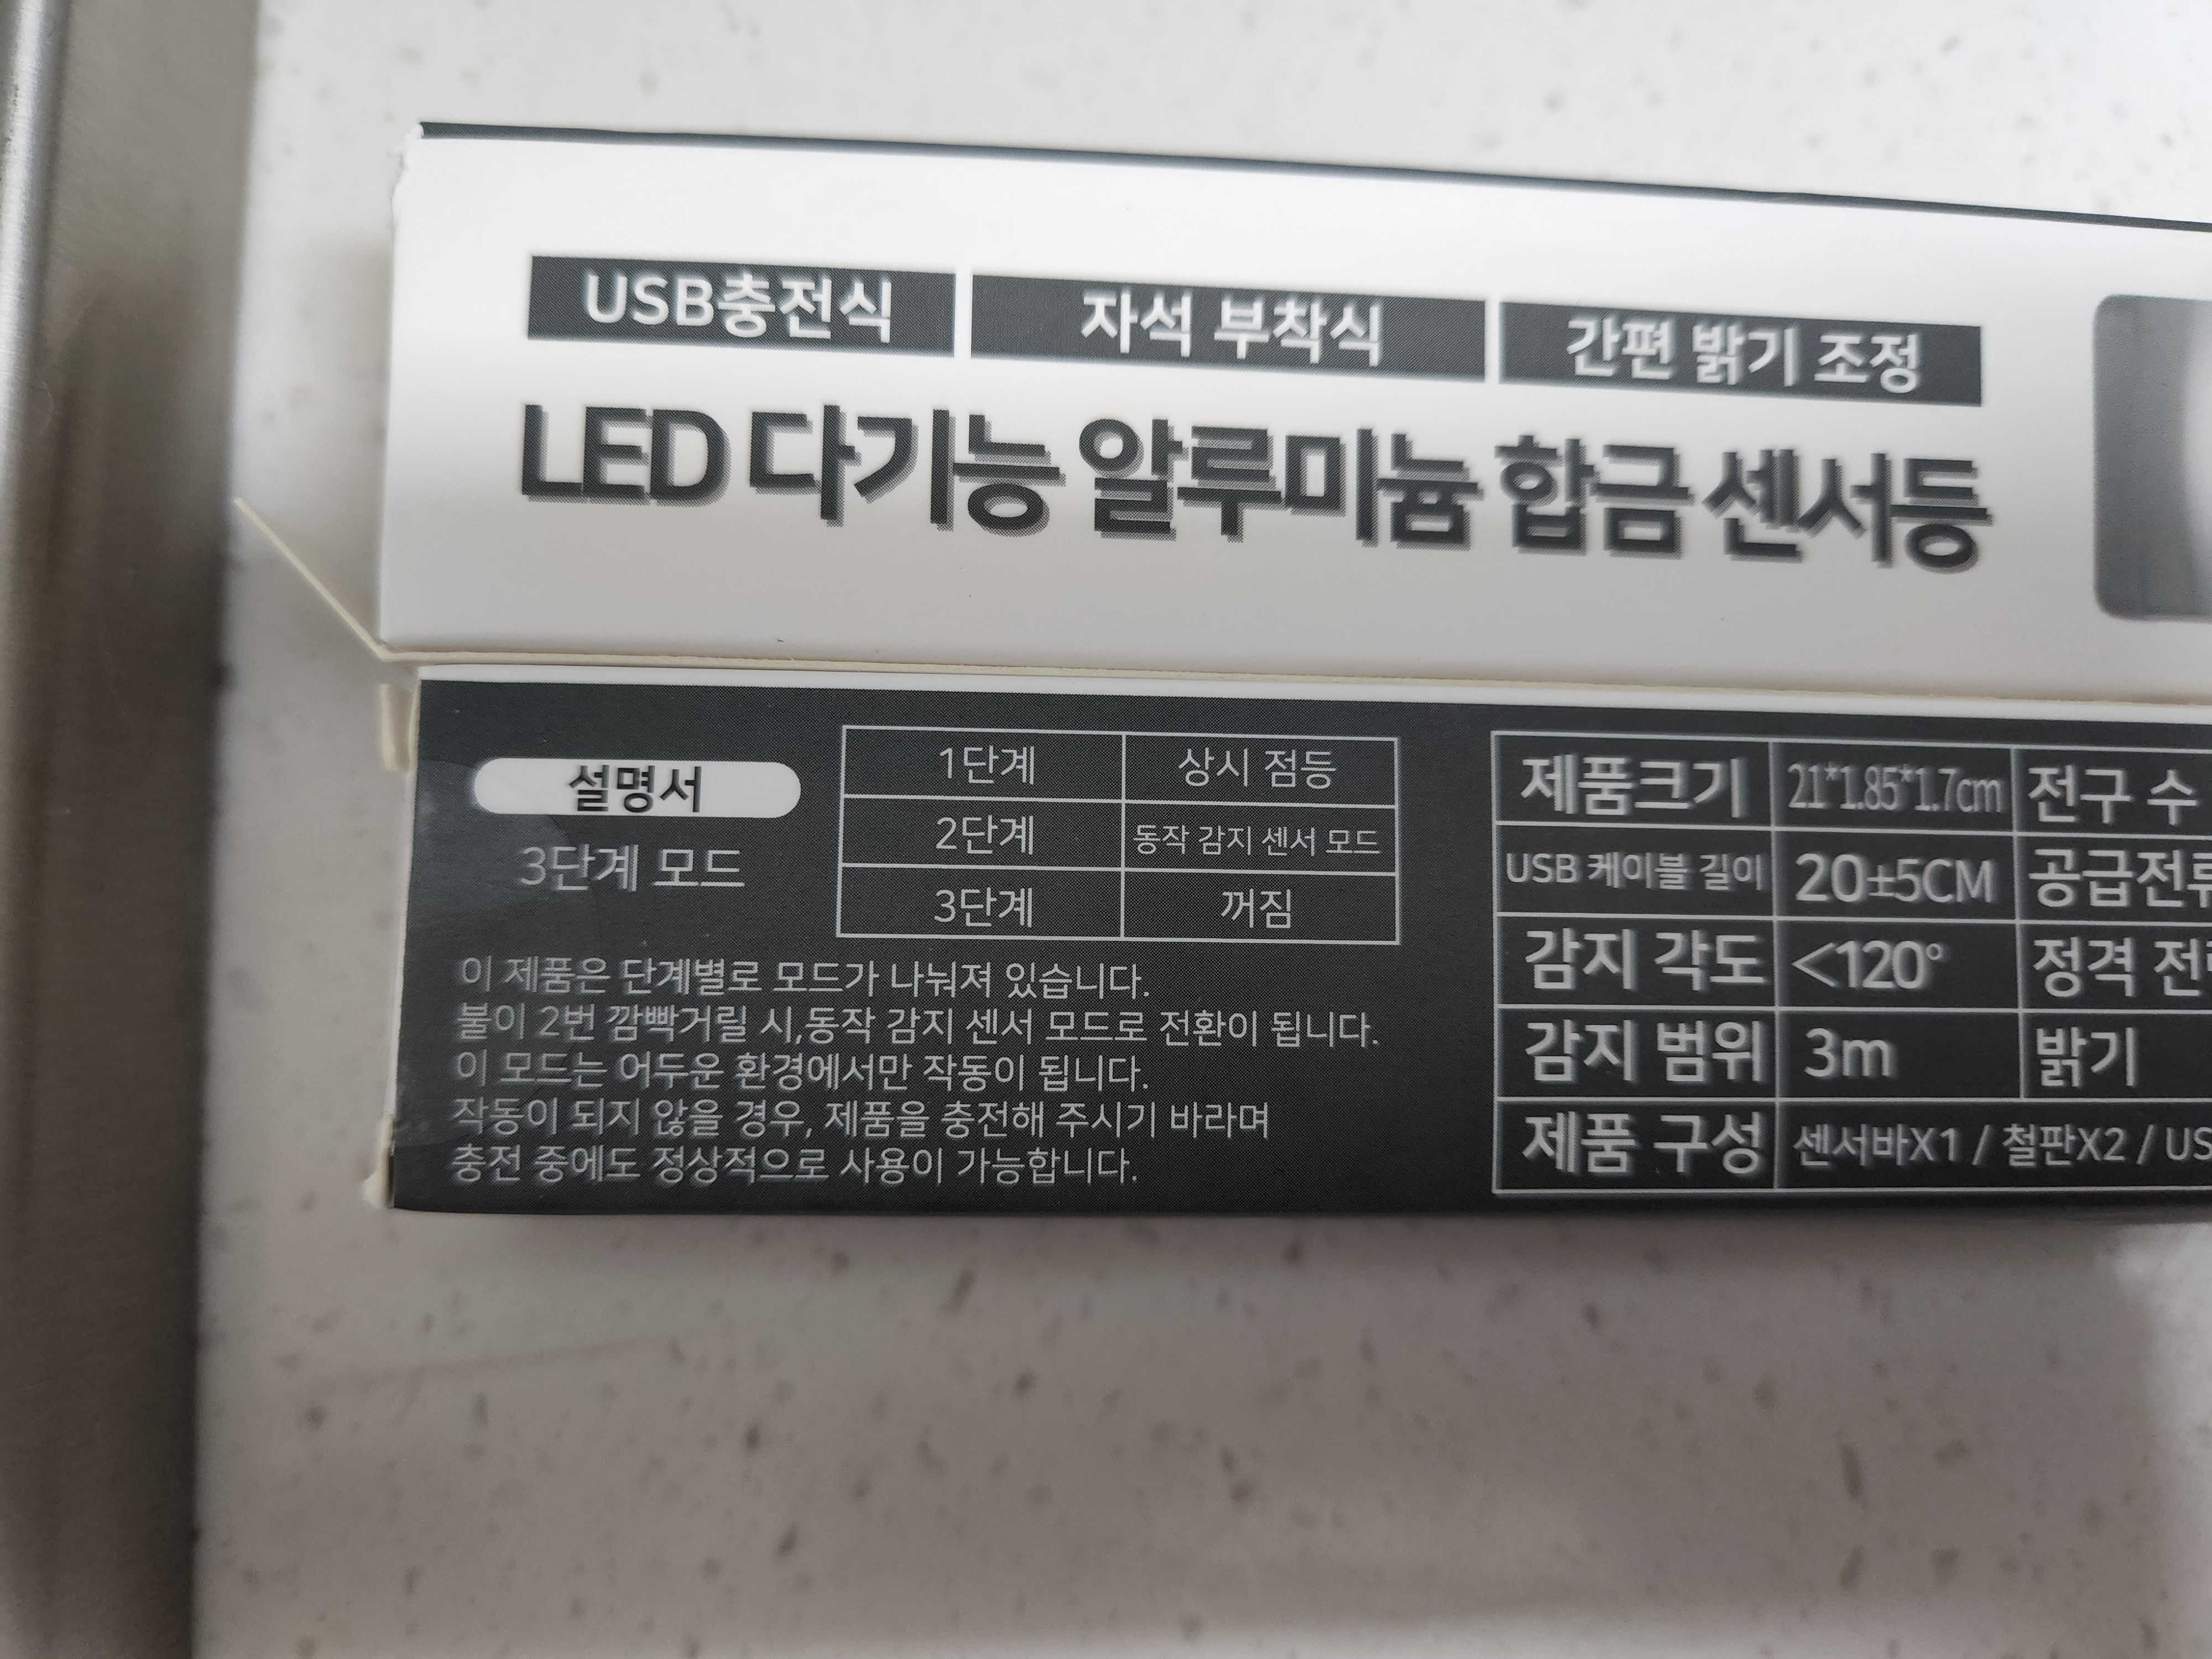 USB충전식 자석 부착식 간편 밝기 조정
LED 다기능 알루미늄 합금 센서등
설명서
3단계 모드
1단계 상시 점등
2단계 동작 감지 센서 모드
3단계 꺼짐
이 제품은 단계별로 모드가 나눠져 있습니다.
불이 2번 깜빡거릴 시,동작 감지 센서 모드로 전환이 됩니다.
이 모드는 어두운 환경에서만 작동이 됩니다.
작동이 되지 않을 경우, 제품을 충전해 주시기 바라며
충전 중에도 정상적으로 사용이 가능합니다.
제품크기 21*1.85*1.7cm 전구 수
USB 케이블 길이 20±5CM 공급전류
감지 각도 <120° 정격
감지 범위 3m 밝기
제품 구성 센서바X1 / 철판X2 / US